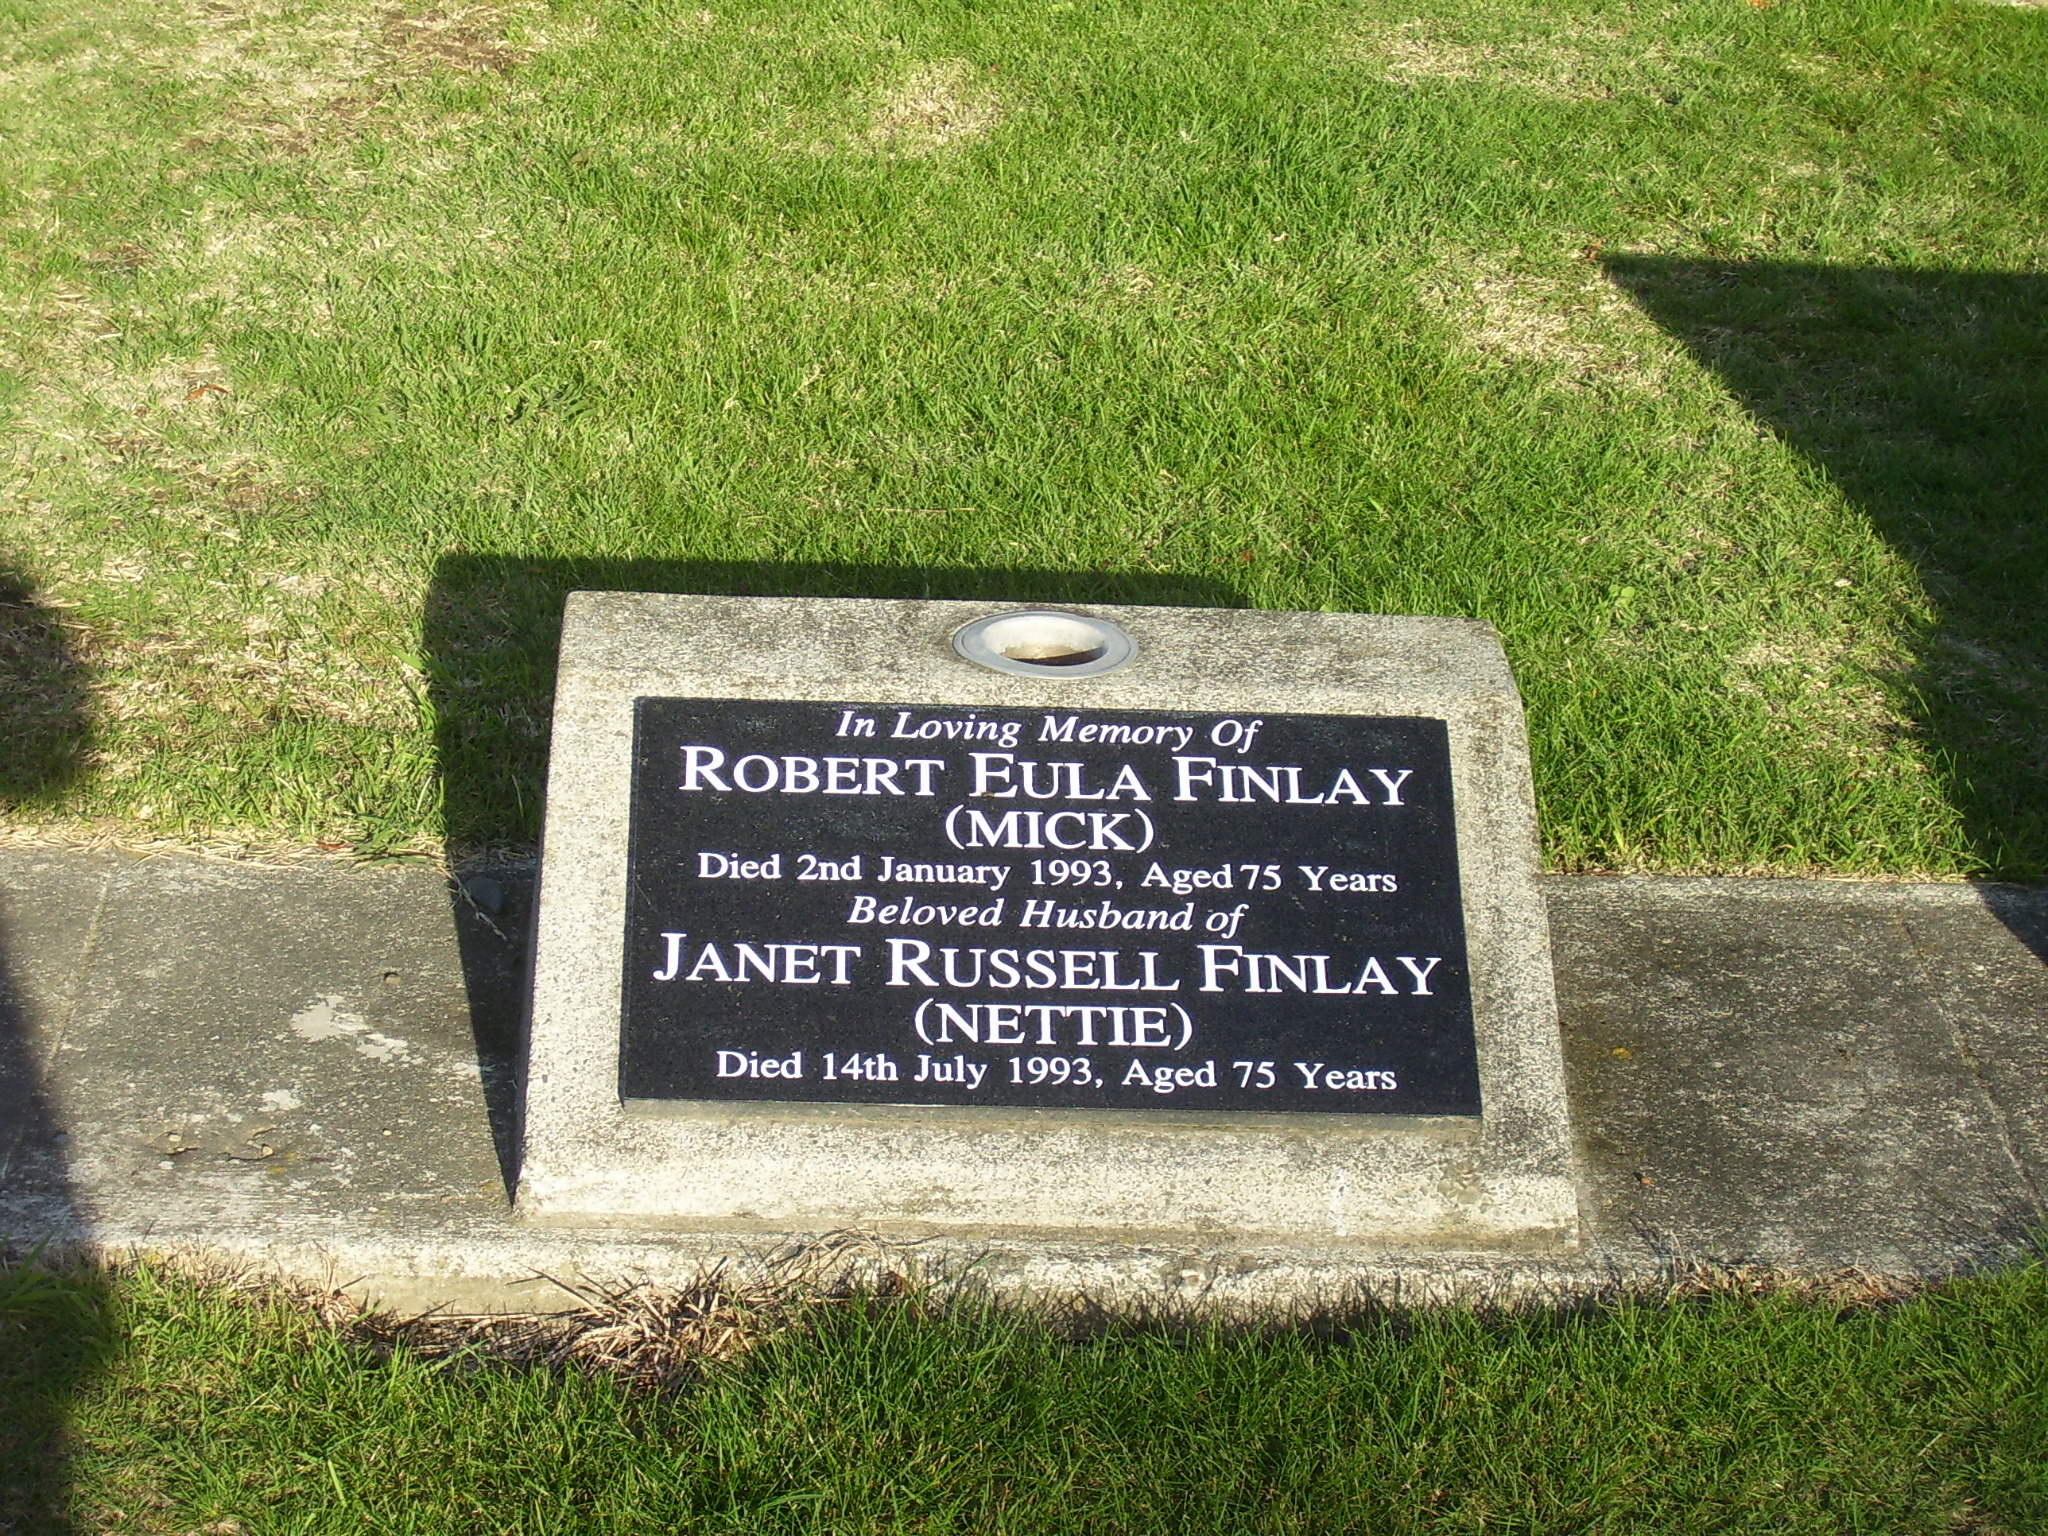 In Loving Memory Of
ROBERT EULA FINLAY
(MICK)
Died 2nd January 1993, Aged 75 Years
Beloved Husband of
JANET RUSSELL FINLAY
(NETTIE)
Died 14th July 1993, Aged 75 Years